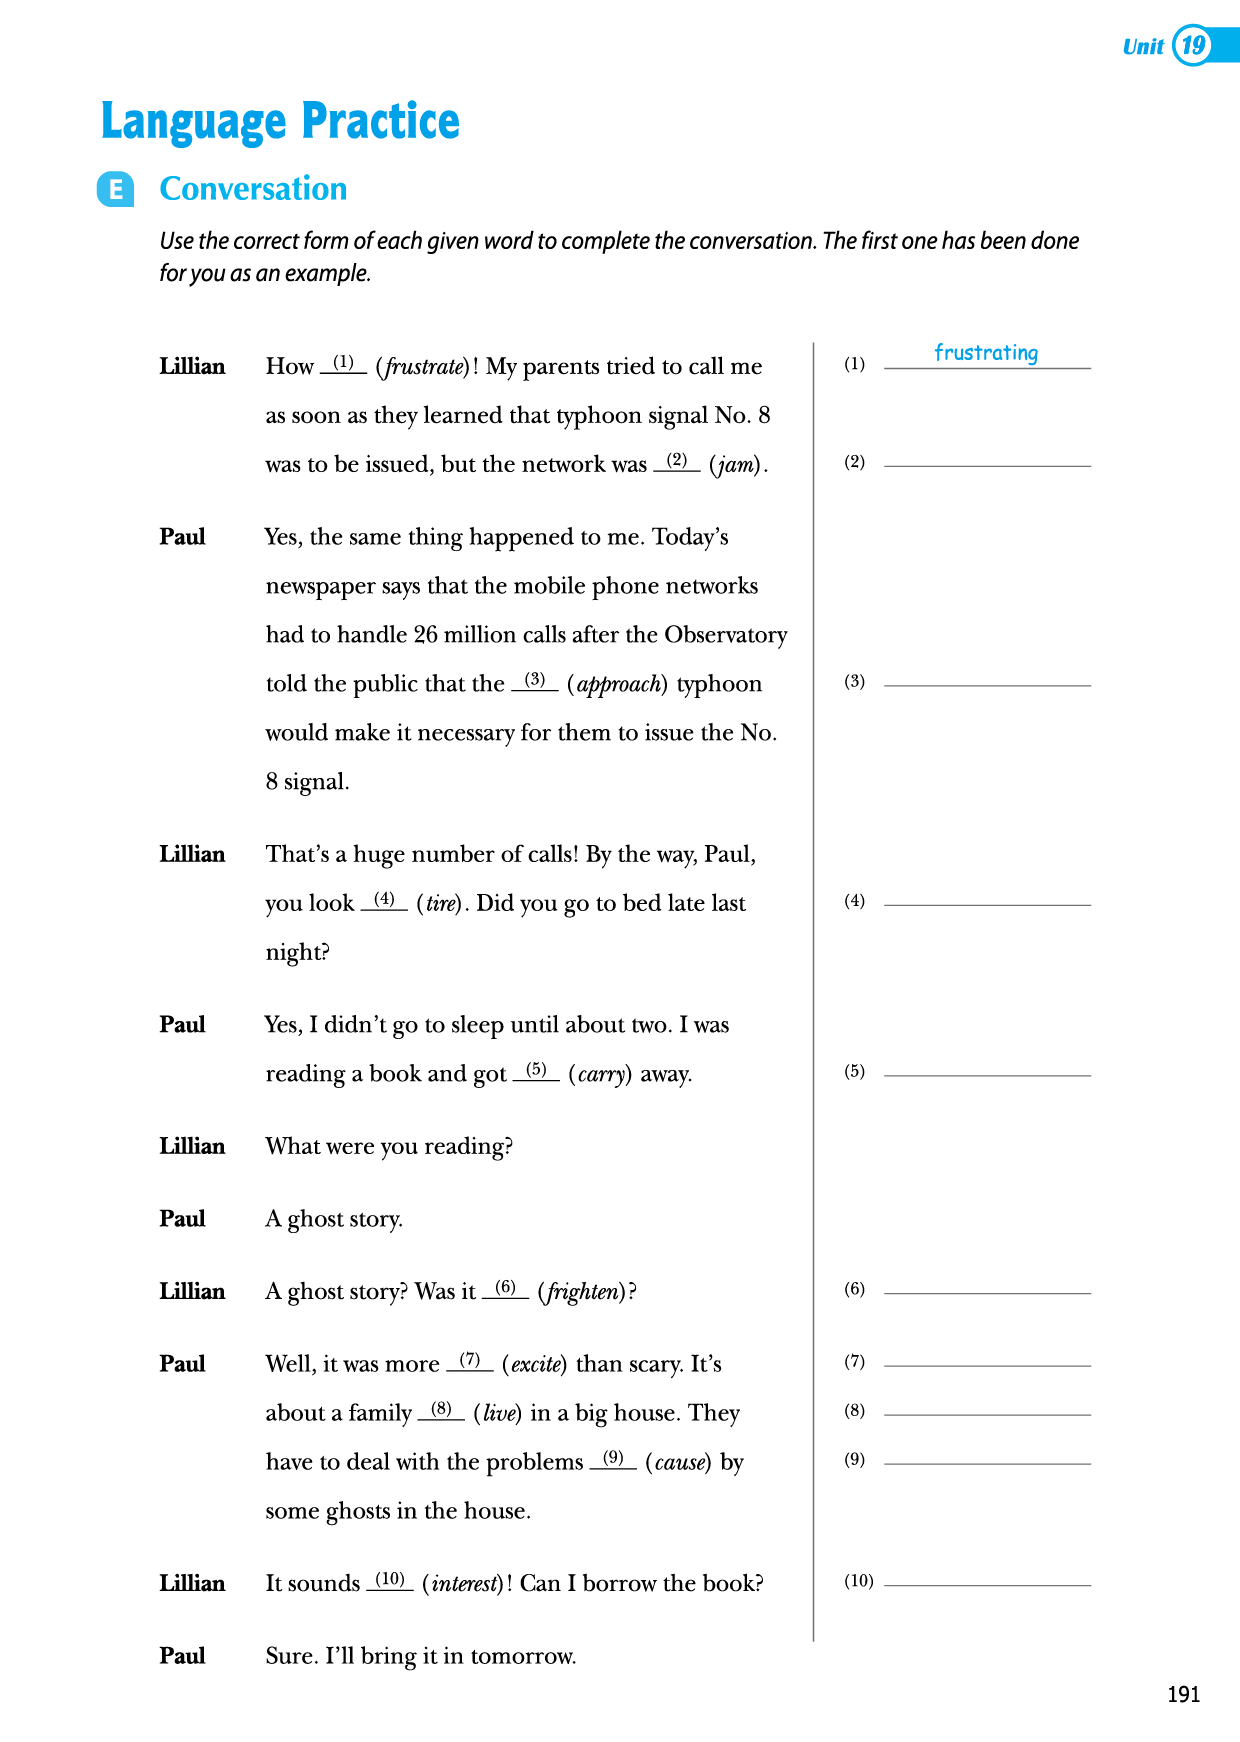 Unit 19
Language Practice
E Conversation
Use the correct form of each given word to complete the conversation. The first one has been done
for you as an example.
Lillian How (1) (frustrate)! My parents tried to call me (1) frustrating
as soon as they learned that typhoon signal No. 8
was to be issued, but the network was (2) (jam). (2)
Paul Yes, the same thing happened to me. Today's
newspaper says that the mobile phone networks
had to handle 26 million calls after the Observatory
told the public that the (3) (approach) typhoon (3)
would make it necessary for them to issue the No.
8 signal.
Lillian That's a huge number of calls! By the way, Paul,
you look (4) (tire). Did you go to bed late last (4)
night?
Paul Yes, I didn't go to sleep until about two. I was
reading a book and got (5) (carry) away. (5)
Lillian What were you reading?
Paul A ghost story.
Lillian A ghost story? Was it (6) (frighten)? (6)
Paul Well, it was more (7) (excite) than scary. It's (7)
about a family (8) (live) in a big house. They (8)
have to deal with the problems (9) (cause) by (9)
some ghosts in the house.
Lillian It sounds (10) (interest)! Can I borrow the book? (10)
Paul Sure. I'll bring it in tomorrow.
191